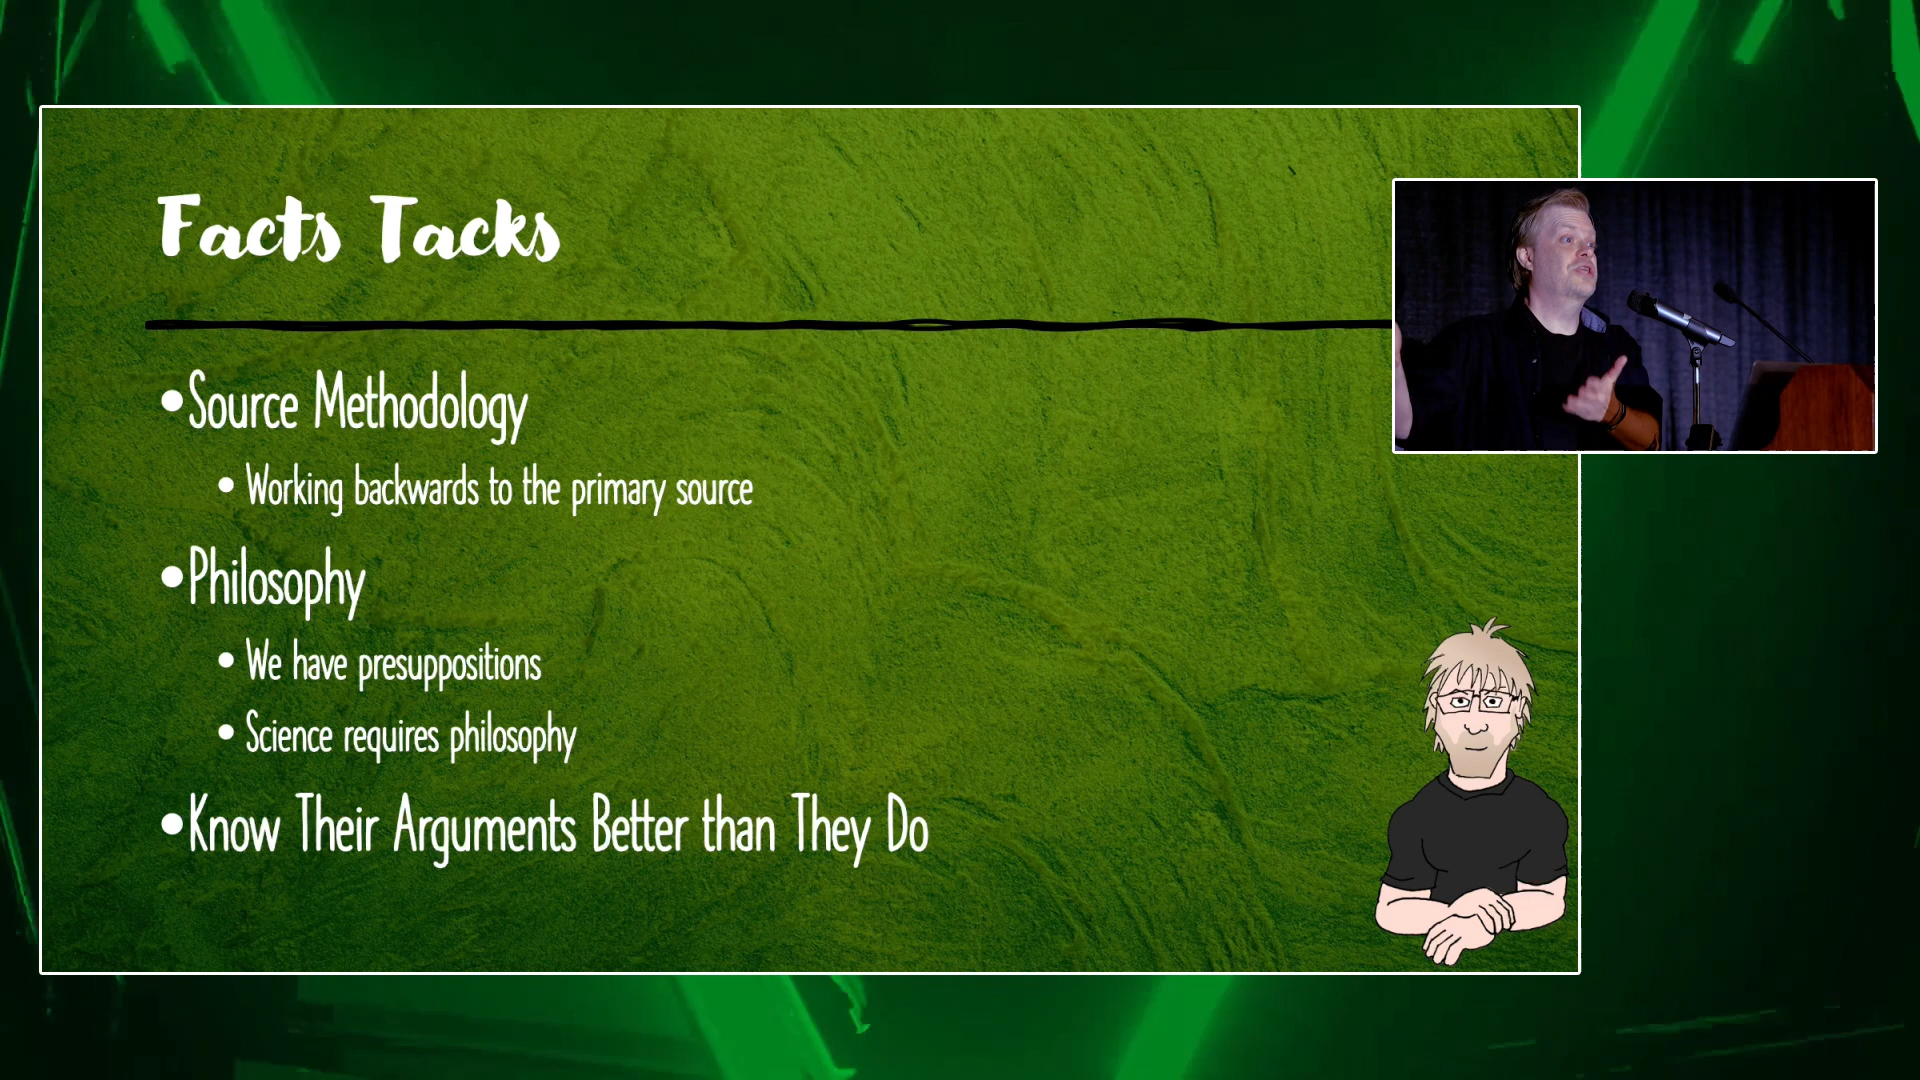 Facts Tacks
•Source Methodology
• Working backwards to the primary source
•Philosophy
• We have presuppositions
• Science requires philosophy
•Know Their Arguments Better than They Do